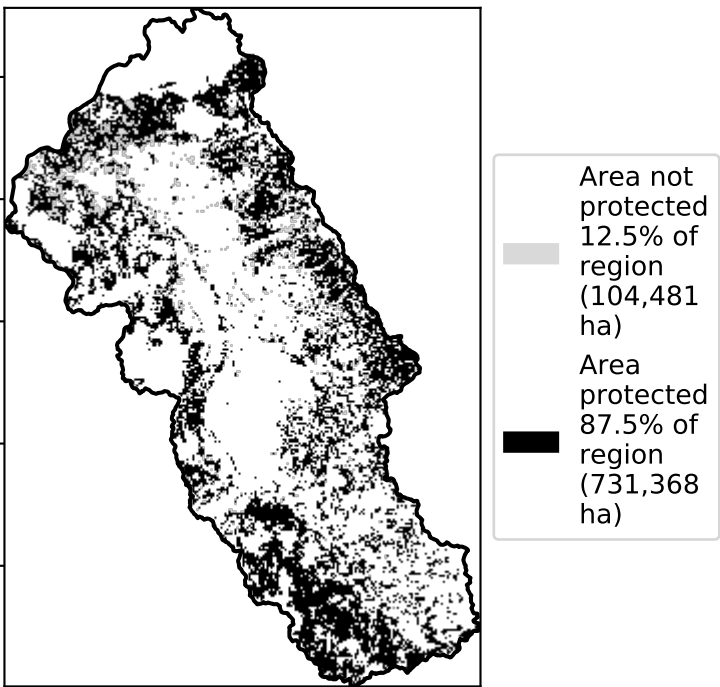 Area not
protected
12.5% of
region
(104,481
ha)
Area
protected
87.5% of
region
(731,368
ha)